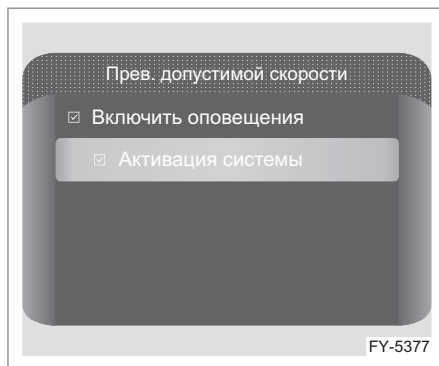 Прев. допустимой скорости
Включить оповещения
Активация системы
FY-5377